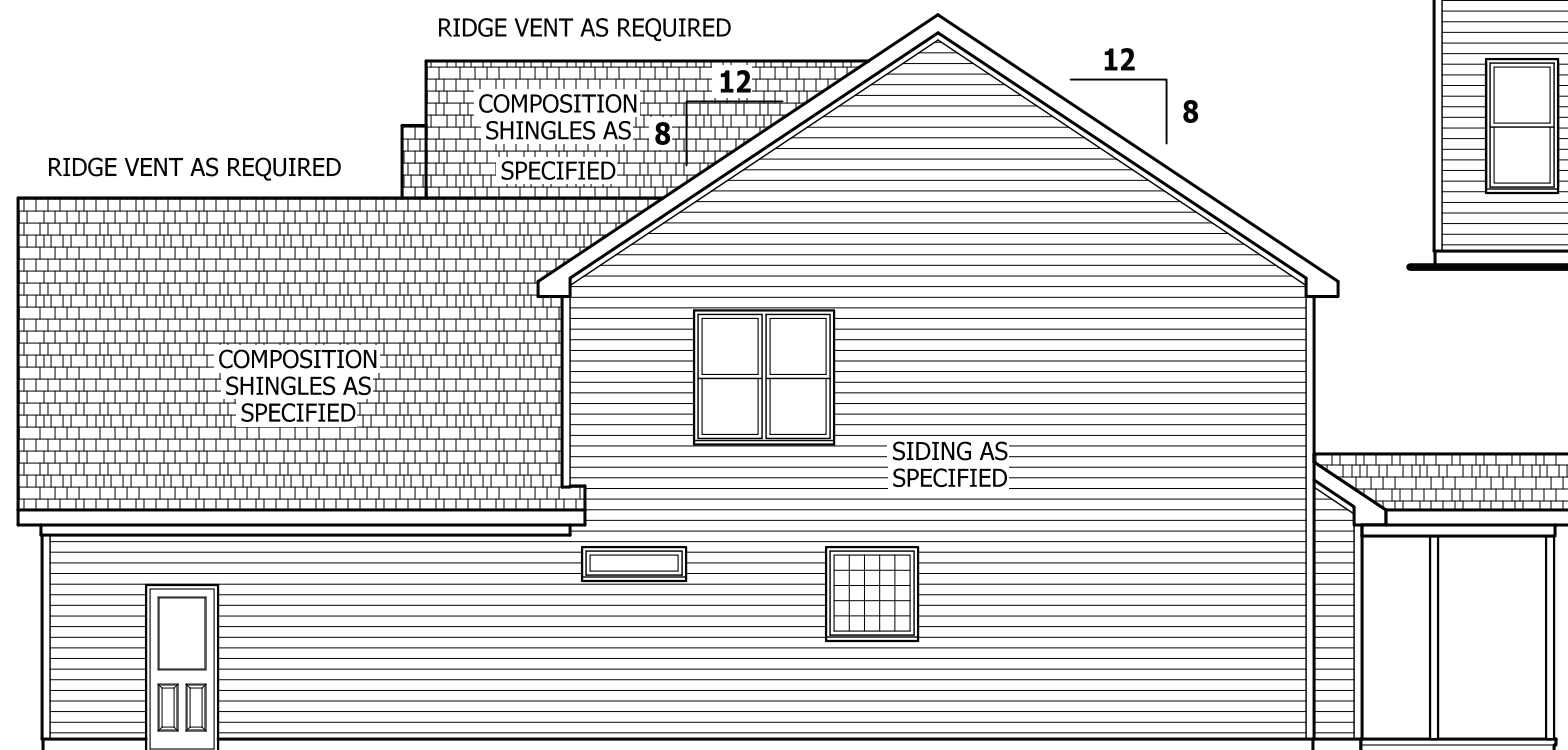 RIDGE VENT AS REQUIRED
12
8
COMPOSITION
SHINGLES AS
SPECIFIED
12
8
RIDGE VENT AS REQUIRED
COMPOSITION
SHINGLES AS
SPECIFIED
SIDING AS
SPECIFIED